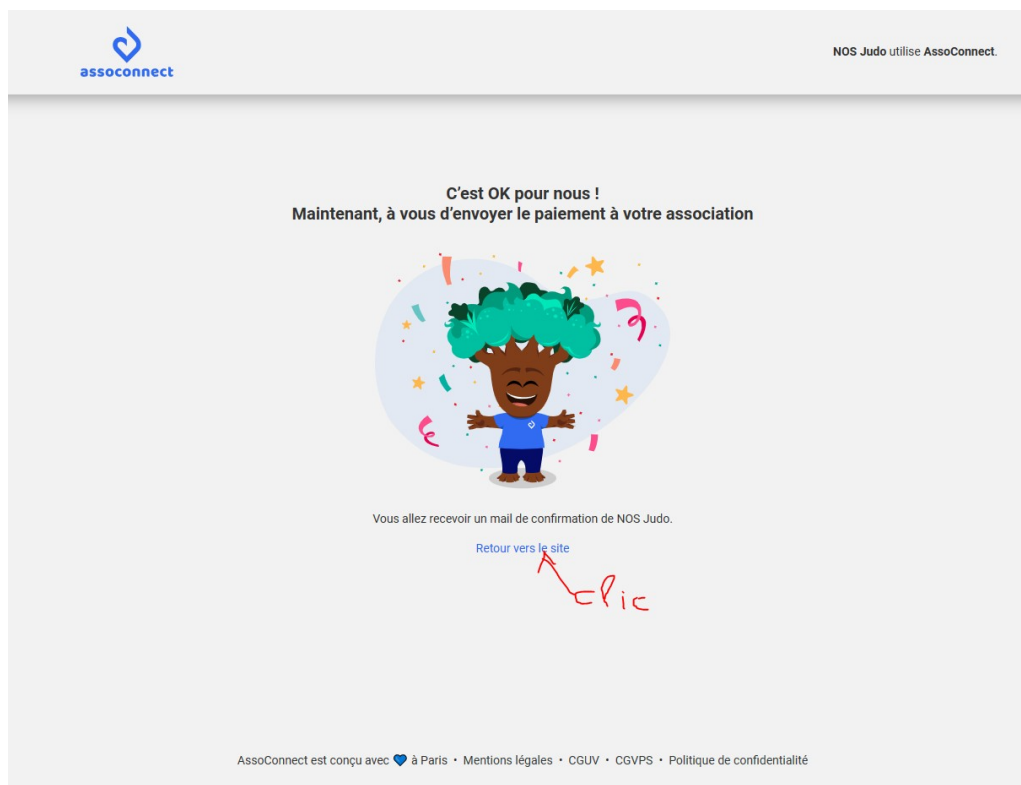 assoconnect
NOS Judo utilise AssoConnect.
C’est OK pour nous !
Maintenant, à vous d’envoyer le paiement à votre association
Vous allez recevoir un mail de confirmation de NOS Judo.
Retour vers le site
clic
AssoConnect est conçu avec 💙 à Paris • Mentions légales • CGUV • CGVPS • Politique de confidentialité